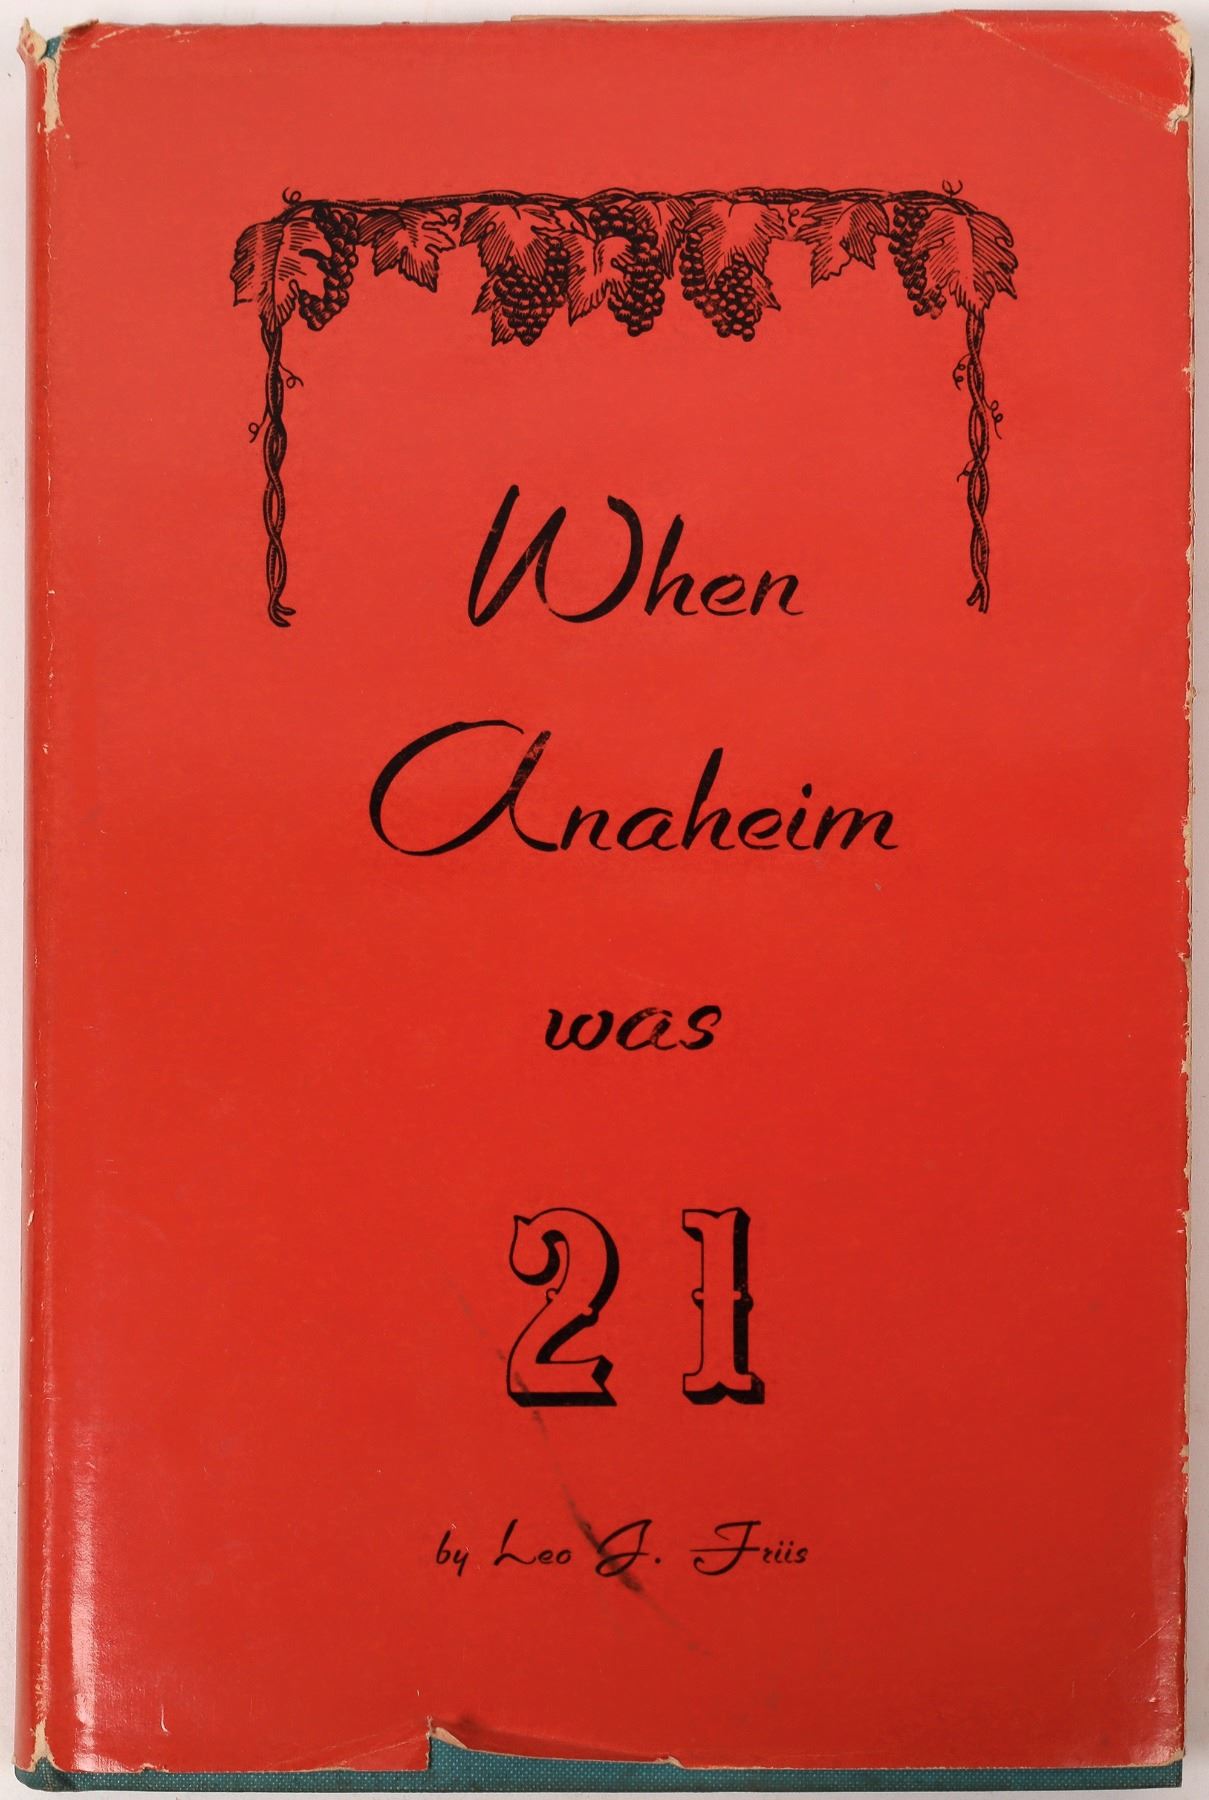 When
Anaheim
was
21
by Leo J. Friis